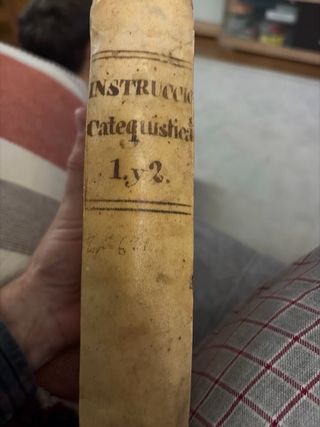 INSTRUCCIO
Catequistica
1. y 2.